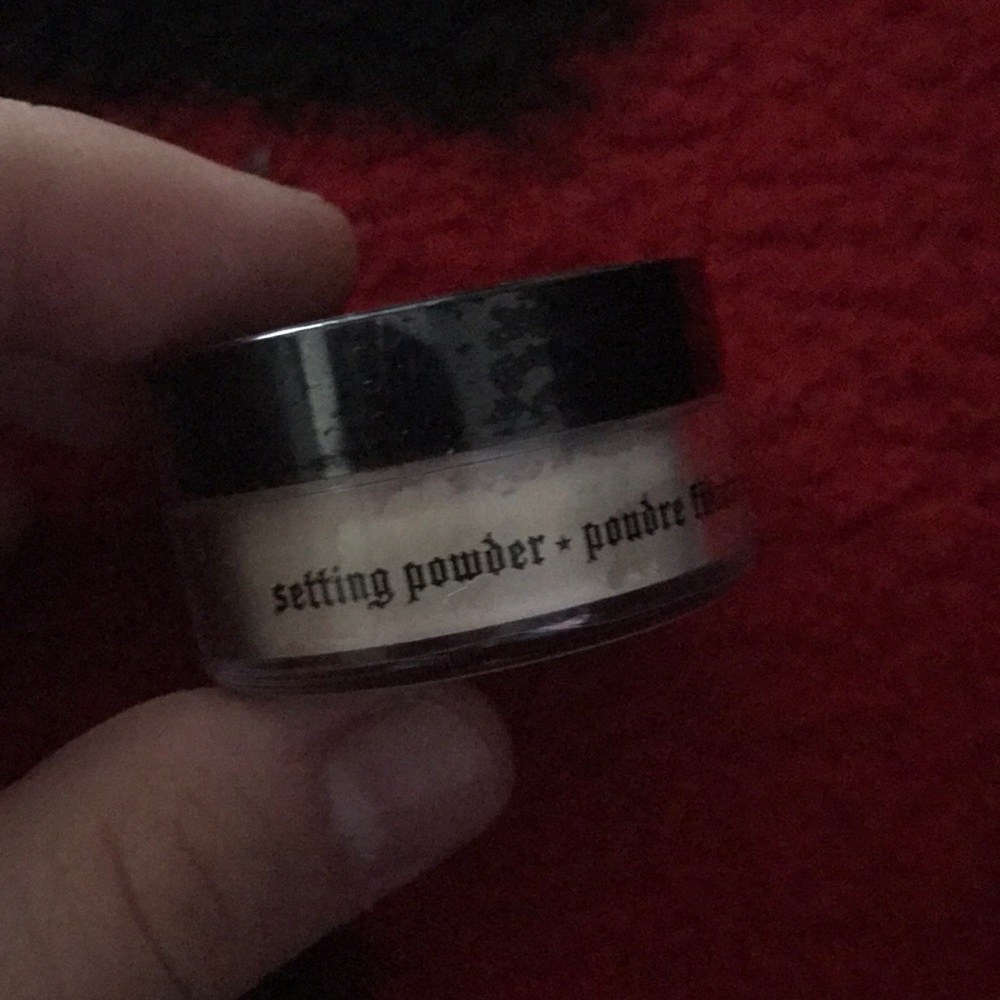 setting powder ★ poudre